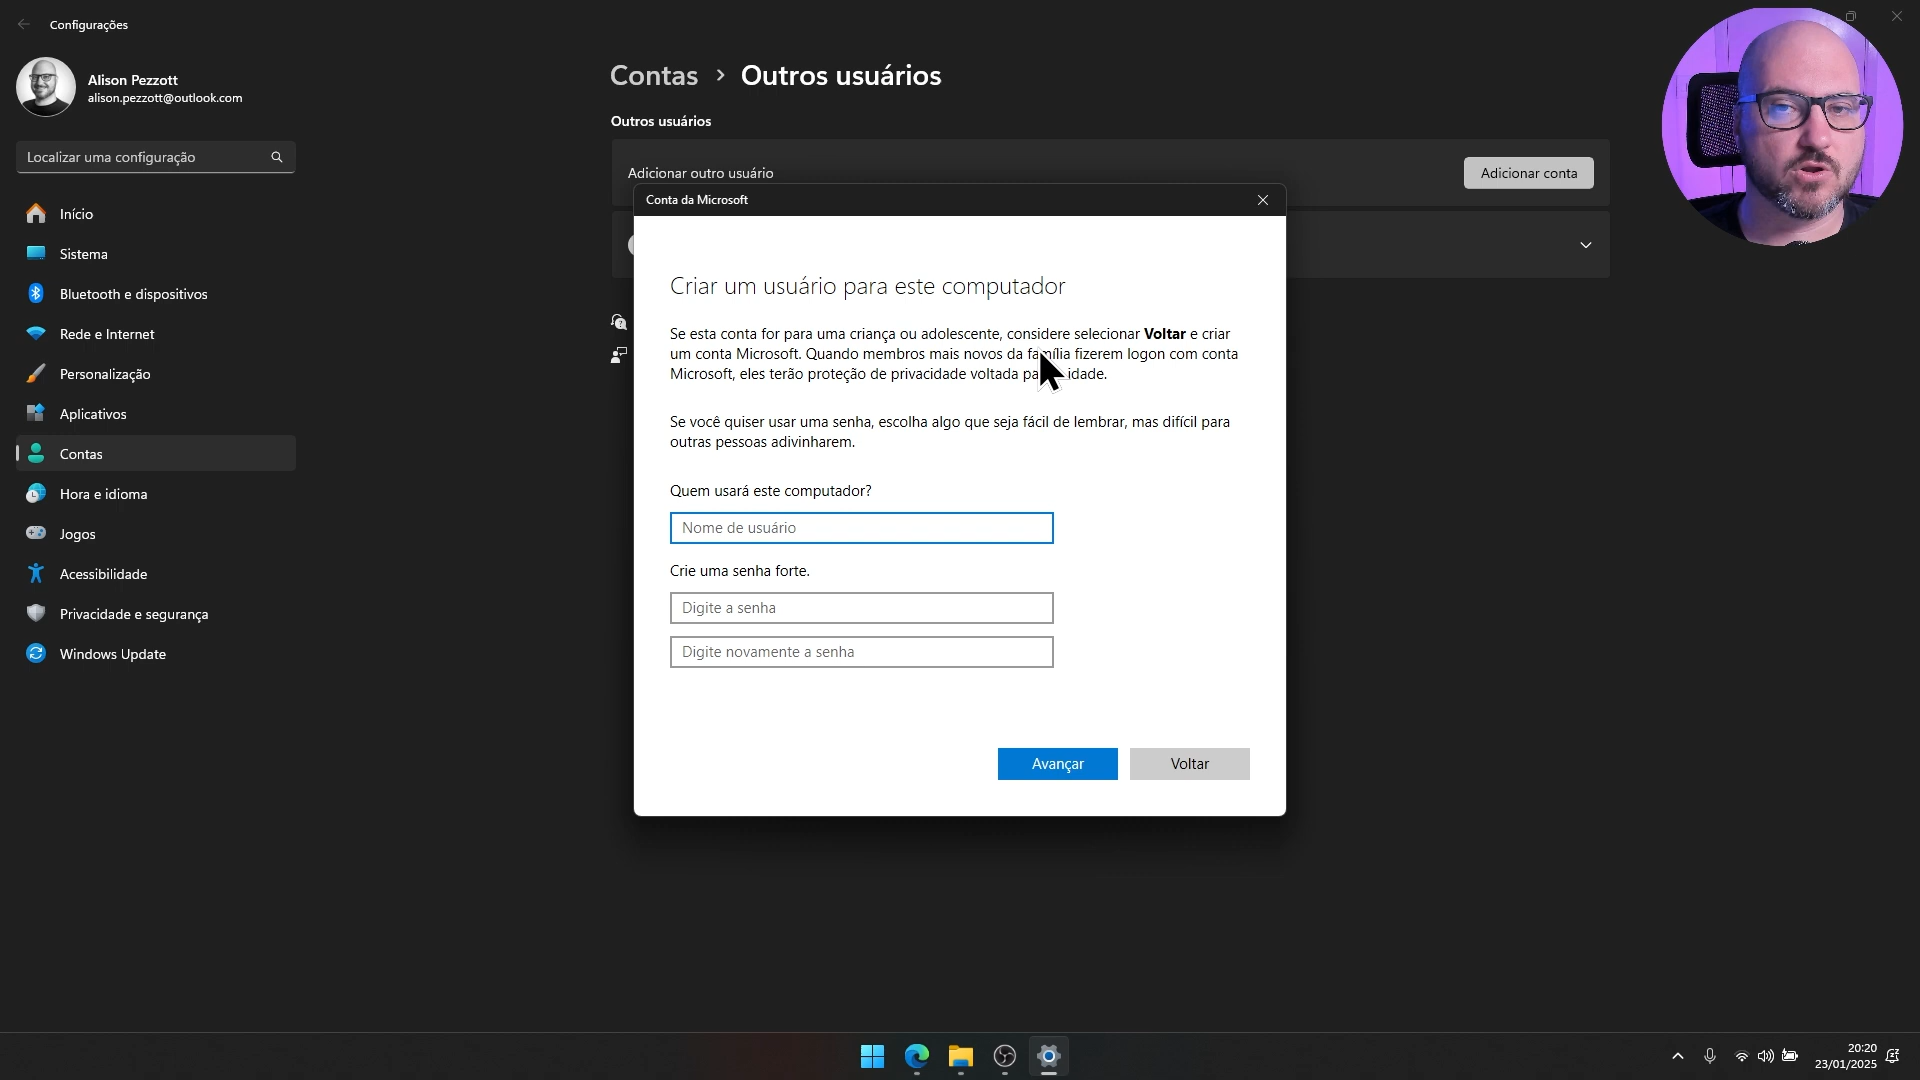 Configurações
Alison Pezzott
alison.pezzott@outlook.com
Localizar uma configuração
Início
Sistema
Bluetooth e dispositivos
Rede e Internet
Personalização
Aplicativos
Contas
Hora e idioma
Jogos
Acessibilidade
Privacidade e segurança
Windows Update
Contas > Outros usuários
Outros usuários
Adicionar outro usuário
Adicionar conta
Conta da Microsoft
Criar um usuário para este computador
Se esta conta for para uma criança ou adolescente, considere selecionar Voltar e criar
um conta Microsoft. Quando membros mais novos da família fizerem logon com conta
Microsoft, eles terão proteção de privacidade voltada idade.
Se você quiser usar uma senha, escolha algo que seja fácil de lembrar, mas difícil para
outras pessoas adivinharem.
Quem usará este computador?
Nome de usuário
Crie uma senha forte.
Digite a senha
Digite novamente a senha
Avançar
Voltar
20:20
23/01/2025